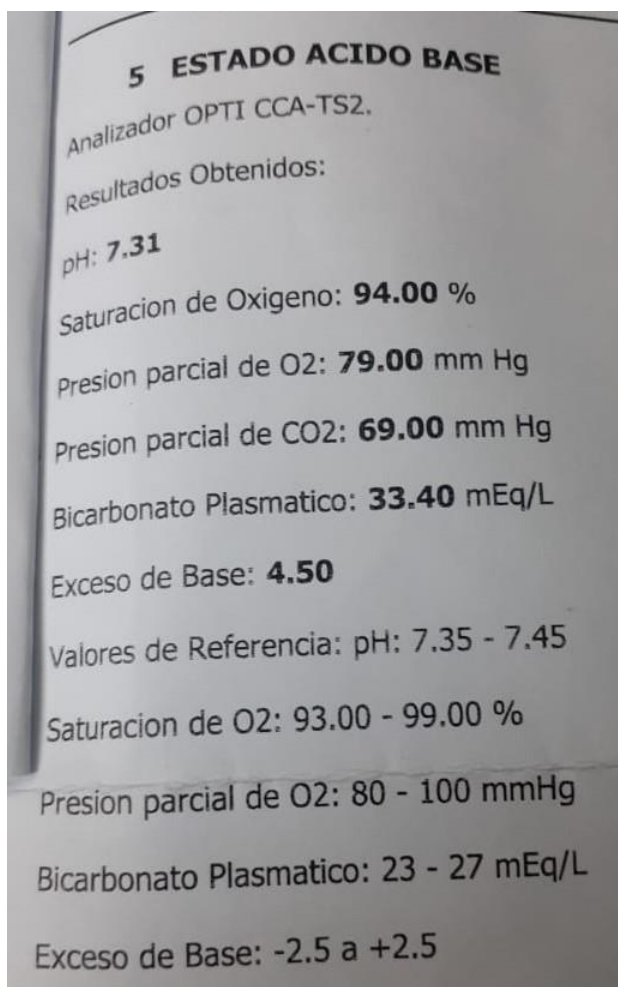 5 ESTADO ACIDO BASE
Analizador OPTI CCA-TS2.
Resultados Obtenidos:
pH: 7.31
Saturacion de Oxigeno: 94.00 %
Presion parcial de O2: 79.00 mm Hg
Presion parcial de CO2: 69.00 mm Hg
Bicarbonato Plasmatico: 33.40 mEq/L
Exceso de Base: 4.50
Valores de Referencia: pH: 7.35 - 7.45
Saturacion de O2: 93.00 - 99.00 %
Presion parcial de O2: 80 - 100 mmHg
Bicarbonato Plasmatico: 23 - 27 mEq/L
Exceso de Base: -2.5 a +2.5